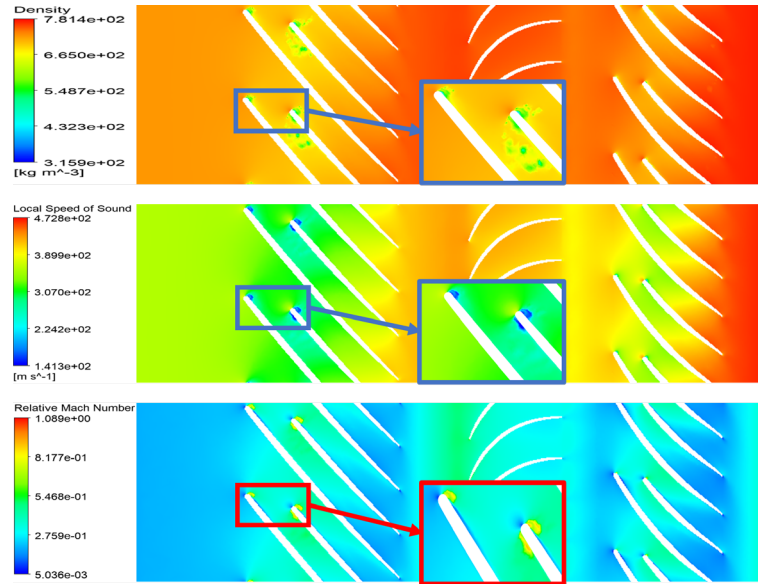 Density
7.814e+02
6.650e+02
5.487e+02
4.323e+02
3.159e+02
[kg m^-3]
Local Speed of Sound
4.728e+02
3.899e+02
3.070e+02
2.242e+02
1.413e+02
[m s^-1]
Relative Mach Number
1.089e+00
8.177e-01
5.468e-01
2.759e-01
5.036e-03